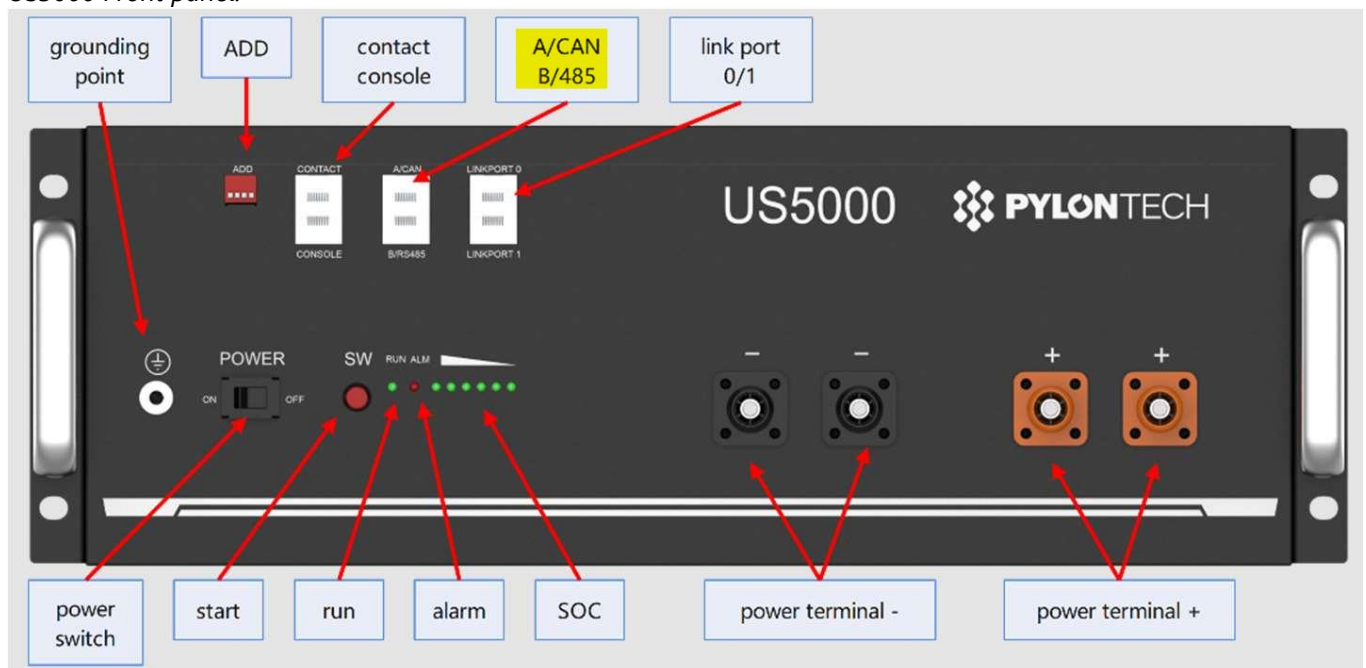 US5000 Front panel:
grounding point
ADD
contact console
A/CAN B/485
link port 0/1
ADD
CONTACT
A/CAN
LINKPORT 0
CONSOLE
B/RS485
LINKPORT 1
US5000
PYLONTECH
POWER
ON
OFF
SW
RUN ALM
−
−
+
+
power switch
start
run
alarm
SOC
power terminal -
power terminal +